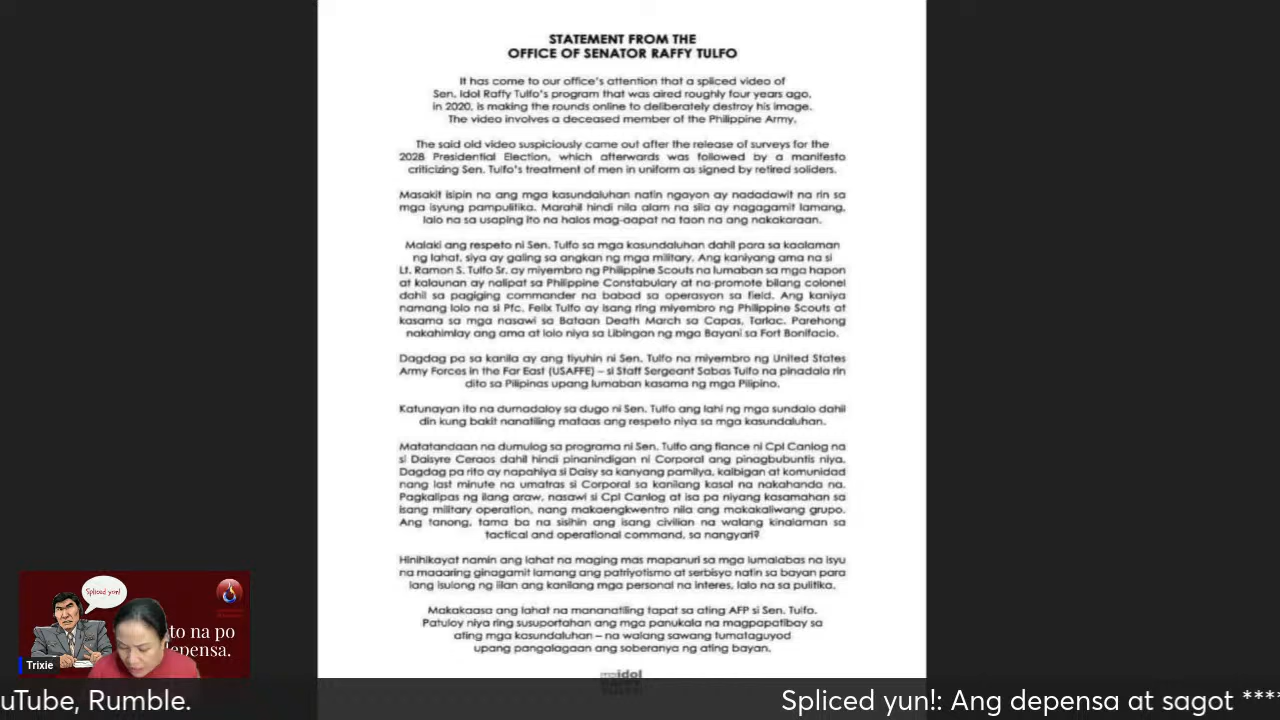 STATEMENT FROM THE
OFFICE OF SENATOR RAFFY TULFO
It has come to our office's attention that a spliced video of
Sen. Idol Raffy Tulfo's program that was aired roughly four years ago,
in 2020, is making the rounds online to deliberately destroy his image.
The video involves a deceased member of the Philippine Army.
The said old video suspiciously came out after the release of surveys for the
2028 Presidential Election, which afterwards was followed by a manifesto
criticizing Sen. Tulfo's treatment of men in uniform as signed by retired soliders.
Masakit isipin na ang mga kasundaluhan natin ngayon ay nadadawit na rin sa
mga isyung pampulitika. Marahil hindi nila alam na sila ay nagagamit lamang,
lalo na sa usaping ito na halos mag-aapat na taon na ang nakakaraan.
Malaki ang respeto ni Sen. Tulfo sa mga kasundaluhan dahil para sa kaalaman
ng lahat, siya ay galing sa angkan ng mga military. Ang kaniyang ama na si
Lt. Ramon S. Tulfo Sr. ay miyembro ng Philippine Scouts na lumaban sa mga hapon
at kalaunan ay nalipat sa Philippine Constabulary at na-promote bilang colonel
dahil sa pagiging commander na babad sa operasyon sa field. Ang kaniya
namang lolo na si Pfc. Felix Tulfo ay isang ring miyembro ng Philippine Scouts at
kasama sa mga nasawi sa Bataan Death March sa Capas, Tarlac. Parehong
nakahimlay ang ama at lolo niya sa Libingan ng mga Bayani sa Fort Bonifacio.
Dagdag pa sa kanila ay ang tiyuhin ni Sen. Tulfo na miyembro ng United States
Army Forces in the Far East (USAFFE) – si Staff Sergeant Sabas Tulfo na pinadala rin
dito sa Pilipinas upang lumaban kasama ng mga Pilipino.
Katunayan ito na dumadaloy sa dugo ni Sen. Tulfo ang lahi ng mga sundalo dahil
din kung bakit nanatiling mataas ang respeto niya sa mga kasundaluhan.
Matatandaan na dumulog sa programa ni Sen. Tulfo ang fiance ni Cpl Canlog na
si Daisyre Ceraos dahil hindi pinanindigan ni Corporal ang pinagbubuntis niya.
Dagdag pa rito ay napahiya si Daisy sa kanyang pamilya, kaibigan at komunidad
nang last minute na umatras si Corporal sa kanilang kasal na nakahanda na.
Pagkalipas ng ilang araw, nasawi si Cpl Canlog at isa pa niyang kasamahan sa
isang military operation, nang makaengkwentro nila ang makakaliwang grupo.
Ang tanong, tama ba na sisihin ang isang civilian na walang kinalaman sa
tactical and operational command, sa nangyari?
Hinihikayat namin ang lahat na maging mas mapanuri sa mga lumalabas na isyu
na maaaring ginagamit lamang ang patriyotismo at serbisyo natin sa bayan para
lang isulong ng iilan ang kanilang mga personal na interes, lalo na sa pulitika.
Makakaasa ang lahat na mananatiling tapat sa ating AFP si Sen. Tulfo.
Patuloy niya ring susuportahan ang mga panukala na magpapatibay sa
ating mga kasundaluhan – na walang sawang tumataguyod
upang pangalagaan ang soberanya ng ating bayan.
idol
Spliced yun!
ito na po
depensa.
Trixie
uTube, Rumble.
Spliced yun!: Ang depensa at sagot ****